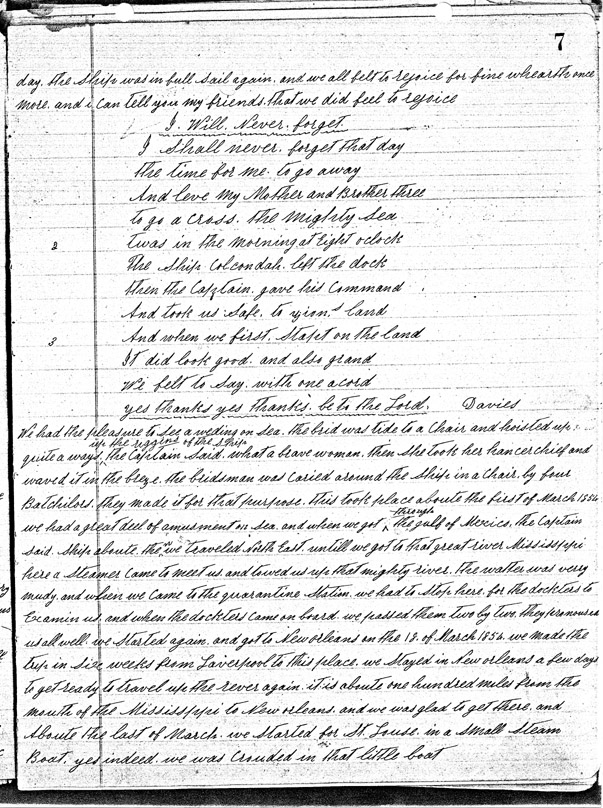 7
day. the Ship was in full Sail again. and we all felt to rejoice for fine whearth once
more. and i Can tell you my friends. that we did feel to rejoice
I. Will. Never. forget.
I Shall never. forget that day
the time for me. to go away
And leve My Mother and Brother three
to go a Cross. the Mighty Sea
2 twas in the Morning at Eight oclock
The Ship Colcondah. left the dock
then the Captain. gave his Command
And took us Safe. to zion.s land
3 And when we first. Stapt on the land
It did look good. and also grand
We felt to Say. with one acord
yes thanks yes thanks. be to the Lord. Davies
We had the pleasure to See a weding on Sea. the brid was tide to a Chair and hoisted up.
up. the riggins of the Ship
quite a ways. the Captain Said. what a brave woman. then She took her hancerchief and
waved it in the breze. the bridsman was Caried around the Ship in a Chair. by four
Batchilors. they made it for that purpose. this took place aboute the first of March 1856
through
we had a great deel of amusment on Sea. and when we got the gulf of Mexico. the Captain
Said. Ship aboute. then we traveled North East. untill we got to that great river Mississppi
here a Steamer Came to meet us. and towed us up that mighty river. the watter was verry
mudy. and when we Came to the quarantine Station. we had to Stop here. for the dockters to
Examin us. and when the dockters Came on board. we passed them two by two. they pronounsed
us all well. we Started again. and got to New orleans on the 18. of March 1856. we made the
trip in Six weeks from Laverpool to this place. we Stayed in New orleans a few days
to get ready to travel up the rever again. it is aboute one hundred miles from the
mouth of the Mississppi to New orleans. and we was glad to get there. and
Aboute the last of March. we Started for St. Louse. in a Small Steam
Boat. yes indeed. we was Crouded in that little boat